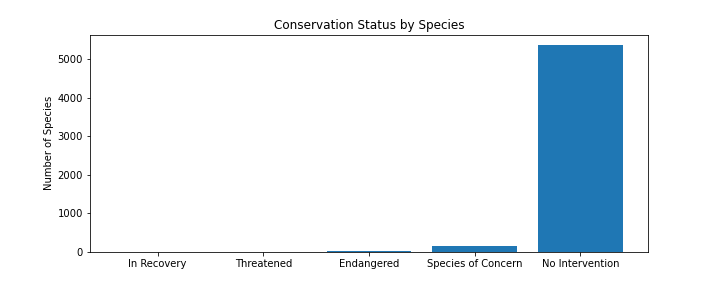 Conservation Status by Species
Number of Species
5000
4000
3000
2000
1000
0
In Recovery
Threatened
Endangered
Species of Concern
No Intervention